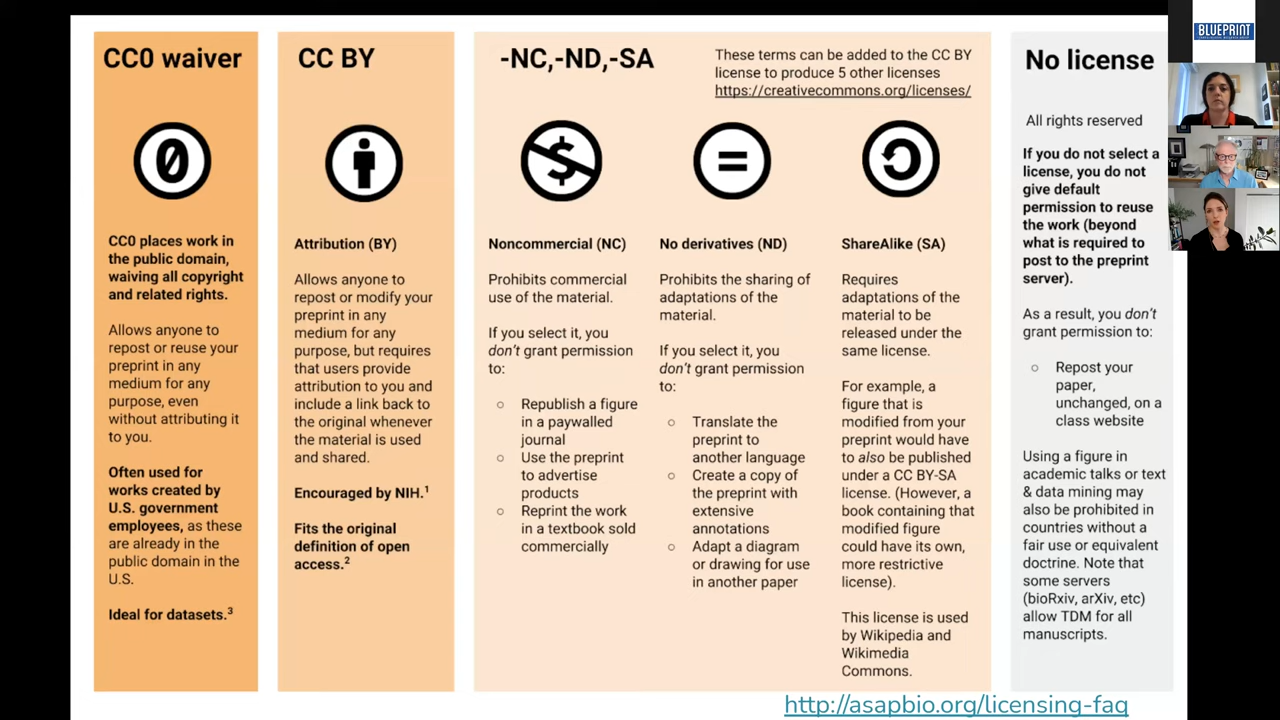 CC0 waiver
CC0 places work in
the public domain,
waiving all copyright
and related rights.
Allows anyone to
repost or reuse your
preprint in any
medium for any
purpose, even
without attributing it
to you.
Often used for
works created by
U.S. government
employees, as these
are already in the
public domain in the
U.S.
Ideal for datasets.³
CC BY
Attribution (BY)
Allows anyone to
repost or modify your
preprint in any
medium for any
purpose, but requires
that users provide
attribution to you and
include a link back to
the original whenever
the material is used
and shared.
Encouraged by NIH.¹
Fits the original
definition of open
access.²
-NC,-ND,-SA
These terms can be added to the CC BY
license to produce 5 other licenses
https://creativecommons.org/licenses/
Noncommercial (NC)
Prohibits commercial
use of the material.
If you select it, you
don't grant permission
to:
○ Republish a figure
in a paywalled
journal
○ Use the preprint
to advertise
products
○ Reprint the work
in a textbook sold
commercially
No derivatives (ND)
Prohibits the sharing of
adaptations of the
material.
If you select it, you
don't grant permission
to:
○ Translate the
preprint to
another language
○ Create a copy of
the preprint with
extensive
annotations
○ Adapt a diagram
or drawing for use
in another paper
ShareAlike (SA)
Requires
adaptations of the
material to be
released under the
same license.
For example, a
figure that is
modified from your
preprint would have
to also be published
under a CC BY-SA
license. (However, a
book containing that
modified figure
could have its own,
more restrictive
license).
This license is used
by Wikipedia and
Wikimedia
Commons.
No license
All rights reserved
If you do not select a
license, you do not
give default
permission to reuse
the work (beyond
what is required to
post to the preprint
server).
As a result, you don't
grant permission to:
○ Repost your
paper,
unchanged, on a
class website
Using a figure in
academic talks or text
& data mining may
also be prohibited in
countries without a
fair use or equivalent
doctrine. Note that
some servers
(bioRxiv, arXiv, etc)
allow TDM for all
manuscripts.
http://asapbio.org/licensing-faq
BLUEPRINT